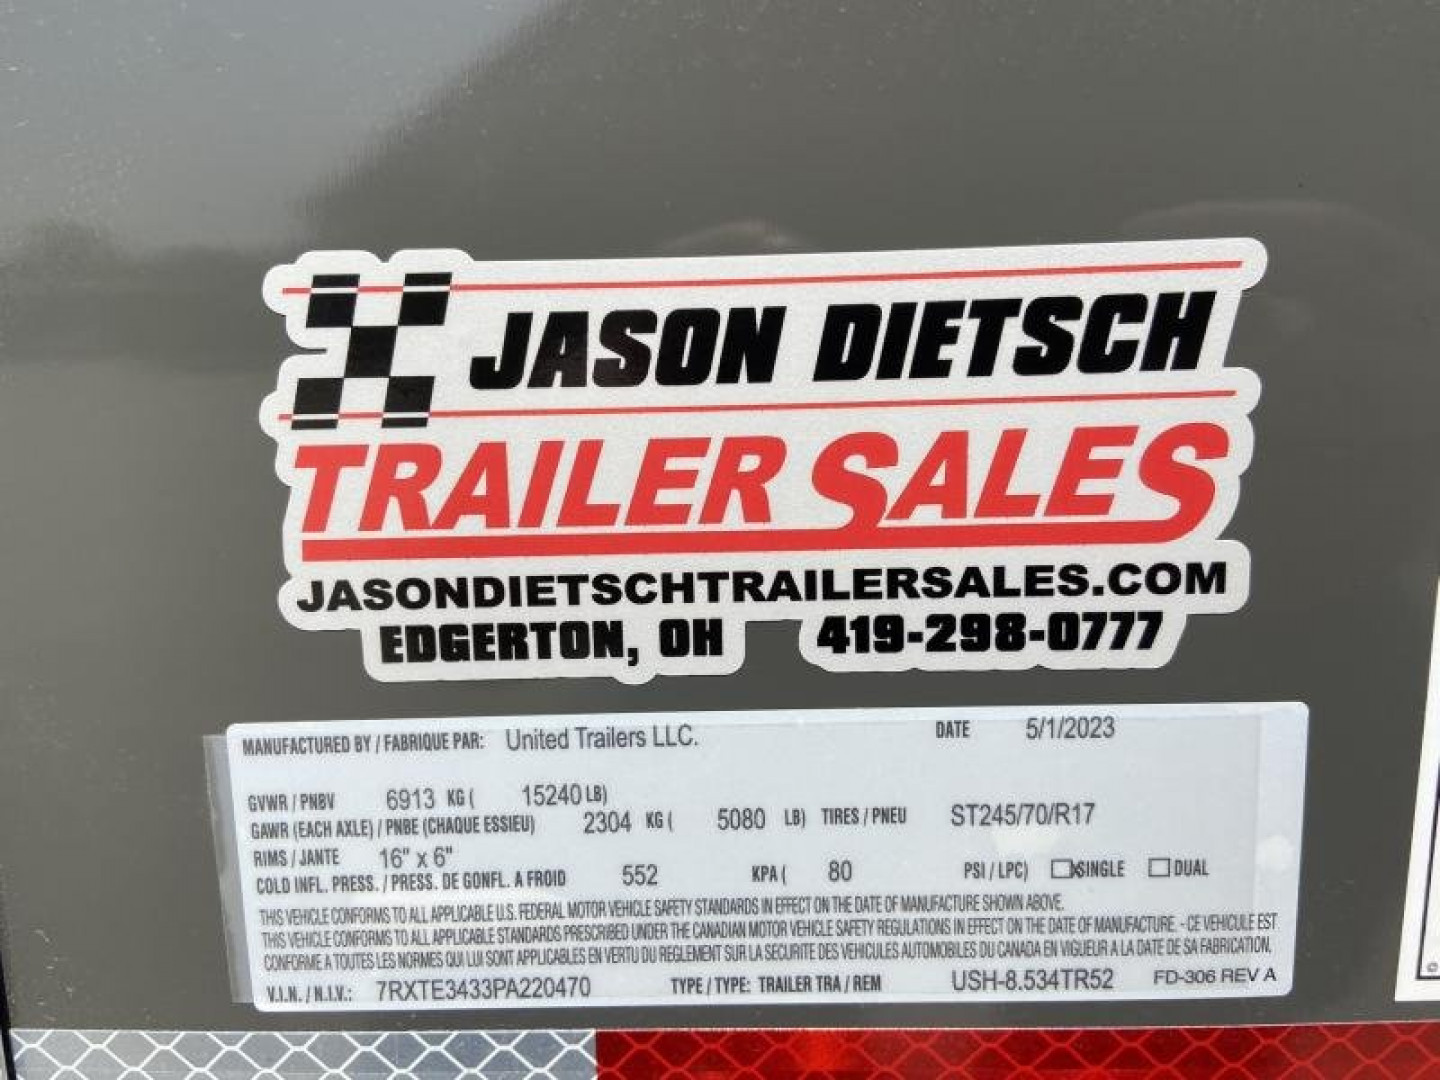 JASON DIETSCH
TRAILER SALES
JASONDIETSCHTRAILERSALES.COM
EDGERTON, OH 419-298-0777
MANUFACTURED BY / FABRIQUE PAR: United Trailers LLC. DATE 5/1/2023
GVWR / PNBV 6913 KG ( 15240 LB)
GAWR (EACH AXLE) / PNBE (CHAQUE ESSIEU) 2304 KG ( 5080 LB) TIRES / PNEU ST245/70/R17
RIMS / JANTE 16" x 6"
COLD INFL. PRESS. / PRESS. DE GONFL. A FROID 552 KPA ( 80 PSI / LPC) SINGLE DUAL
THIS VEHICLE CONFORMS TO ALL APPLICABLE U.S. FEDERAL MOTOR VEHICLE SAFETY STANDARDS IN EFFECT ON THE DATE OF MANUFACTURE SHOWN ABOVE.
THIS VEHICLE CONFORMS TO ALL APPLICABLE STANDARDS PRESCRIBED UNDER THE CANADIAN MOTOR VEHICLE SAFETY REGULATIONS IN EFFECT ON THE DATE OF MANUFACTURE. - CE VEHICULE EST
CONFORME A TOUTES LES NORMES QUI LUI SONT APPLICABLES EN VERTU DU REGLEMENT SUR LA SECURITE DES VEHICULES AUTOMOBILES DU CANADA EN VIGUEUR A LA DATE DE SA FABRICATION.
V.I.N. / N.I.V.: 7RXTE3433PA220470 TYPE / TYPE: TRAILER TRA / REM USH-8.534TR52 FD-306 REV A